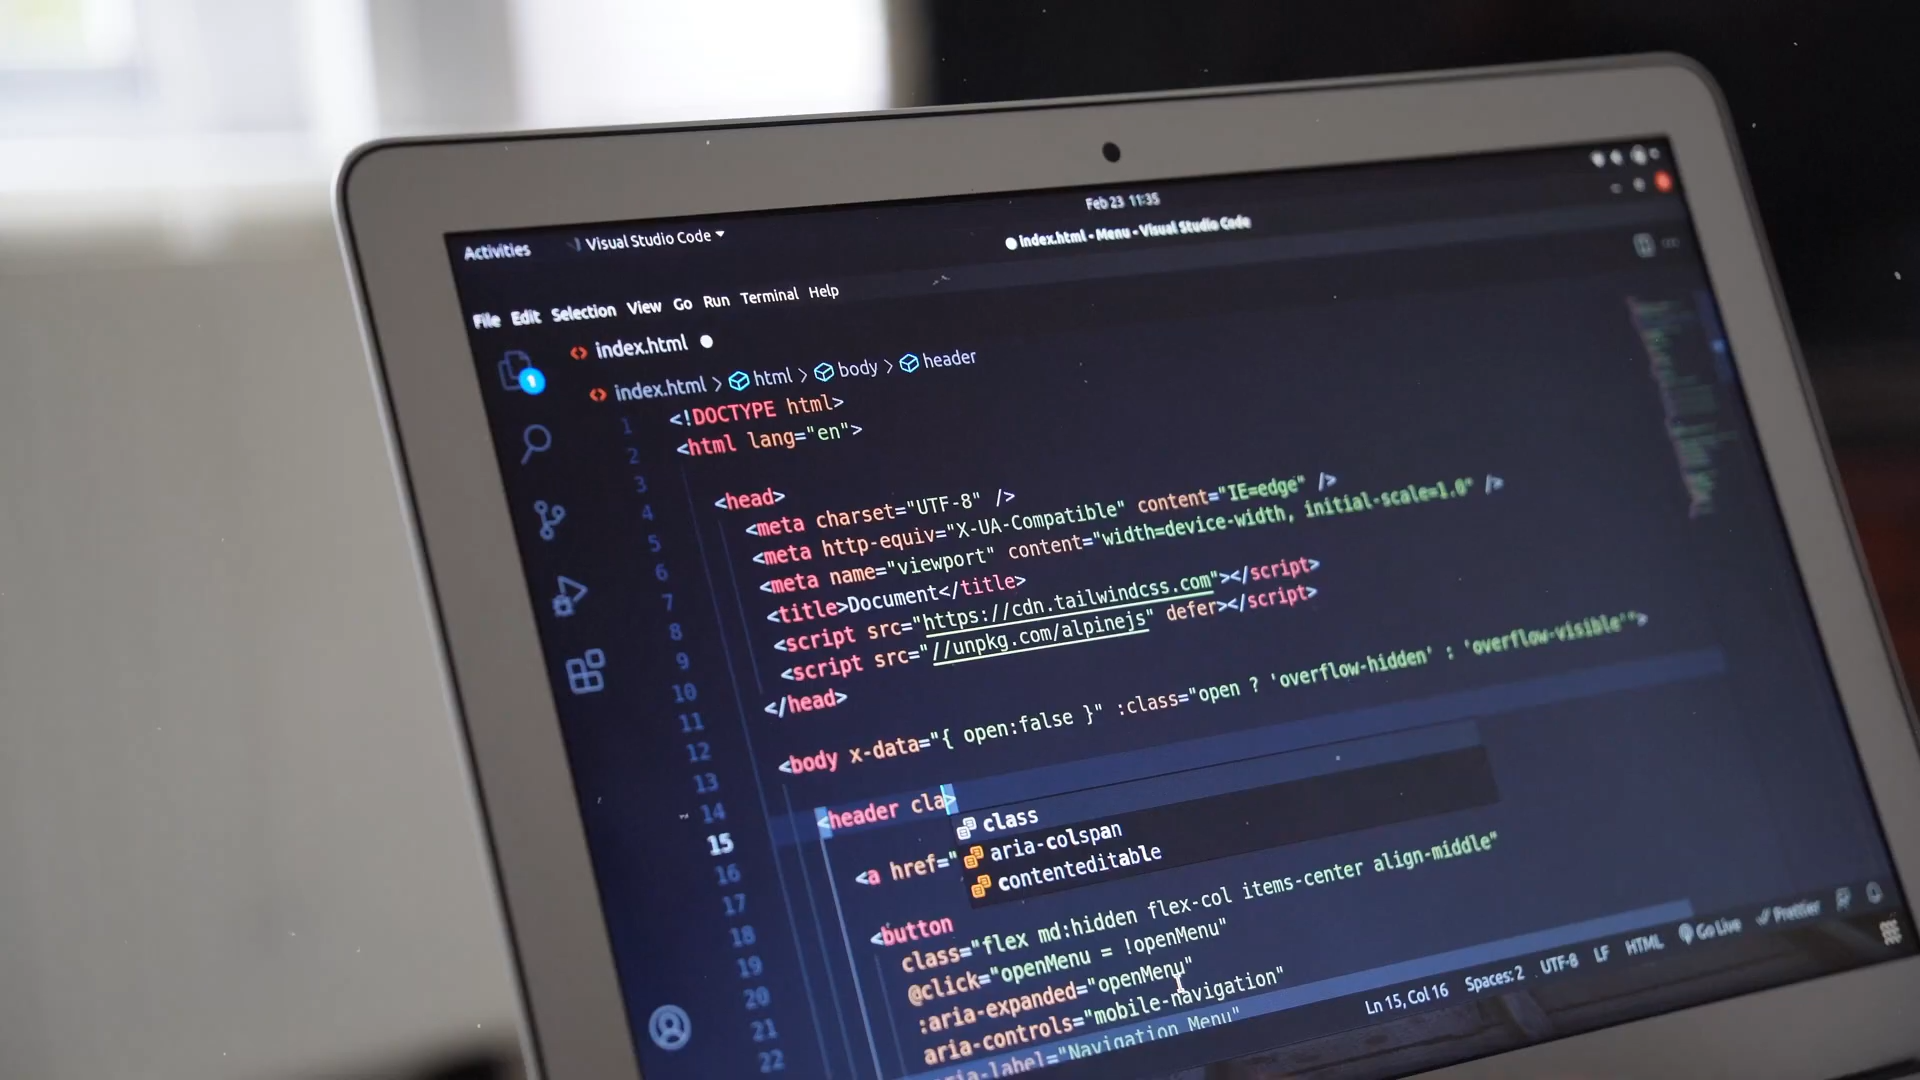 Feb 23 11:35
Activities
Visual Studio Code
index.html - Menu - Visual Studio Code
File Edit Selection View Go Run Terminal Help
index.html
index.html > html > body > header
1 <!DOCTYPE html>
2 <html lang="en">
3
4 <head>
5 <meta charset="UTF-8" />
6 <meta http-equiv="X-UA-Compatible" content="IE=edge" />
7 <meta name="viewport" content="width=device-width, initial-scale=1.0" />
8 <title>Document</title>
9 <script src="https://cdn.tailwindcss.com"></script>
10 <script src="//unpkg.com/alpinejs" defer></script>
11 </head>
12
13 <body x-data="{ open:false }" :class="open ? 'overflow-hidden' : 'overflow-visible'">
14
15 <header cla>
class
aria-colspan
contenteditable
16
17 <a href="
18
19 <button
20 class="flex md:hidden flex-col items-center align-middle"
21 @click="openMenu = !openMenu"
22 :aria-expanded="openMenu"
aria-controls="mobile-navigation"
aria-label="Navigation Menu"
Ln 15, Col 16 Spaces: 2 UTF-8 LF HTML Go Live Prettier